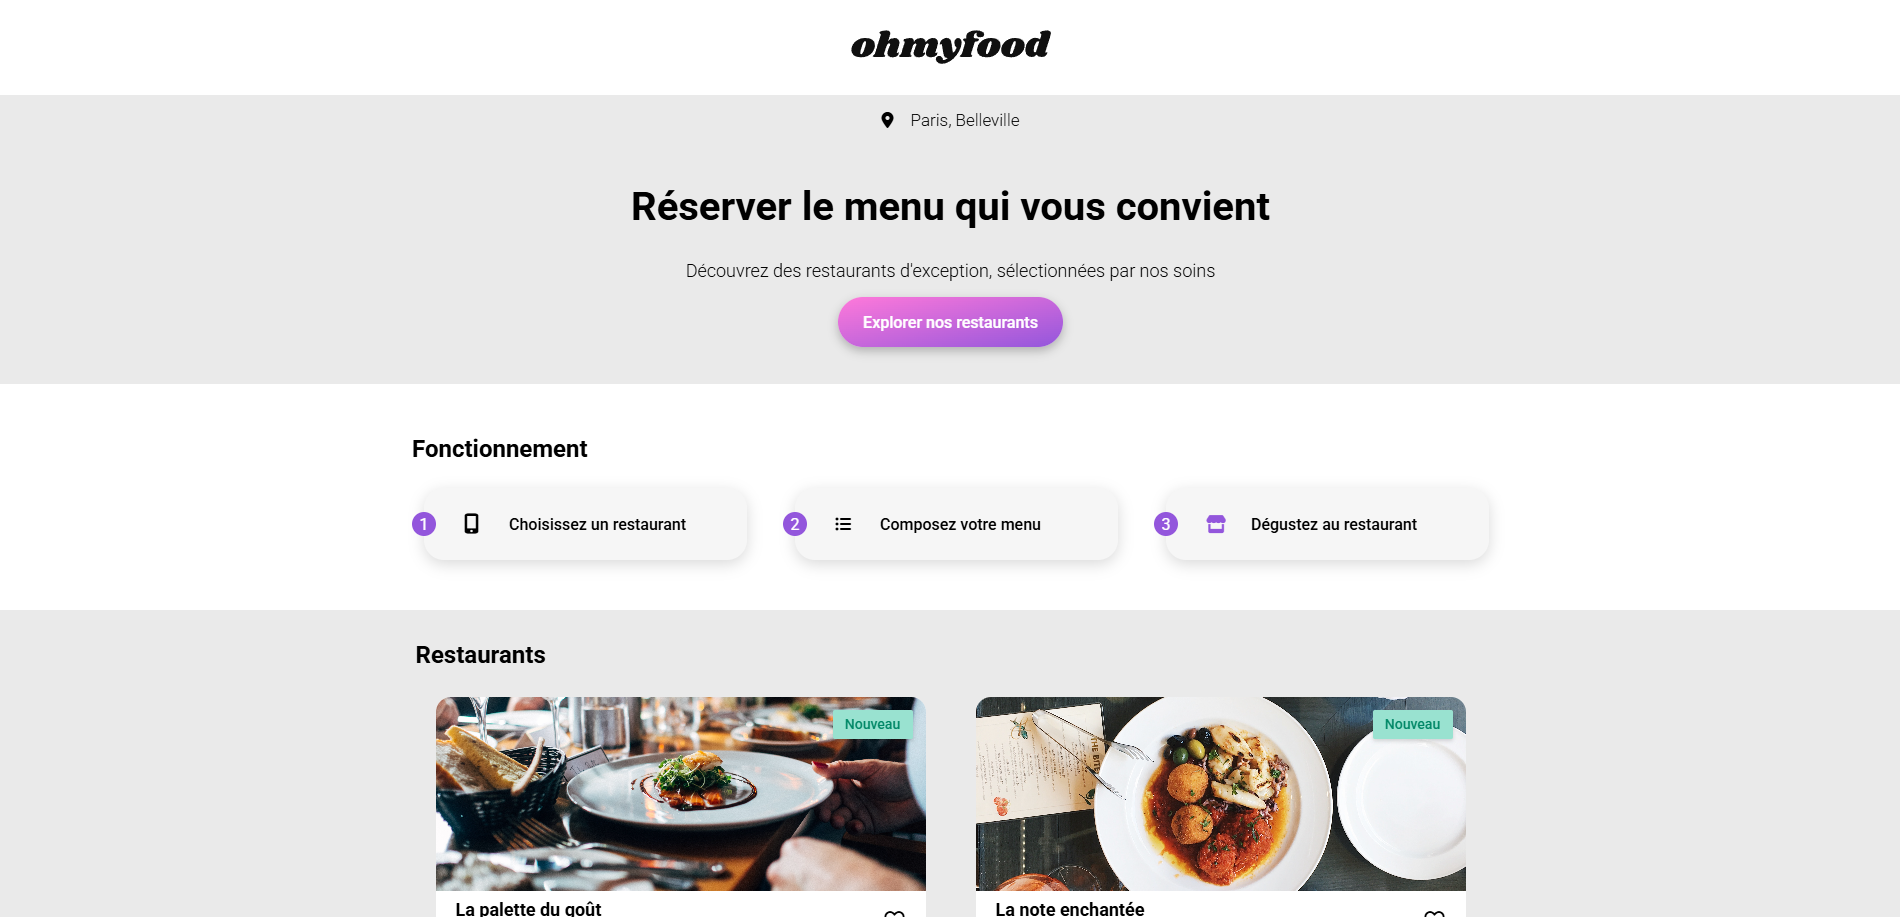 ohmyfood
Paris, Belleville
Réserver le menu qui vous convient
Découvrez des restaurants d'exception, sélectionnées par nos soins
Explorer nos restaurants
Fonctionnement
1 Choisissez un restaurant
2 Composez votre menu
3 Dégustez au restaurant
Restaurants
Nouveau
Nouveau
La palette du goût
La note enchantée